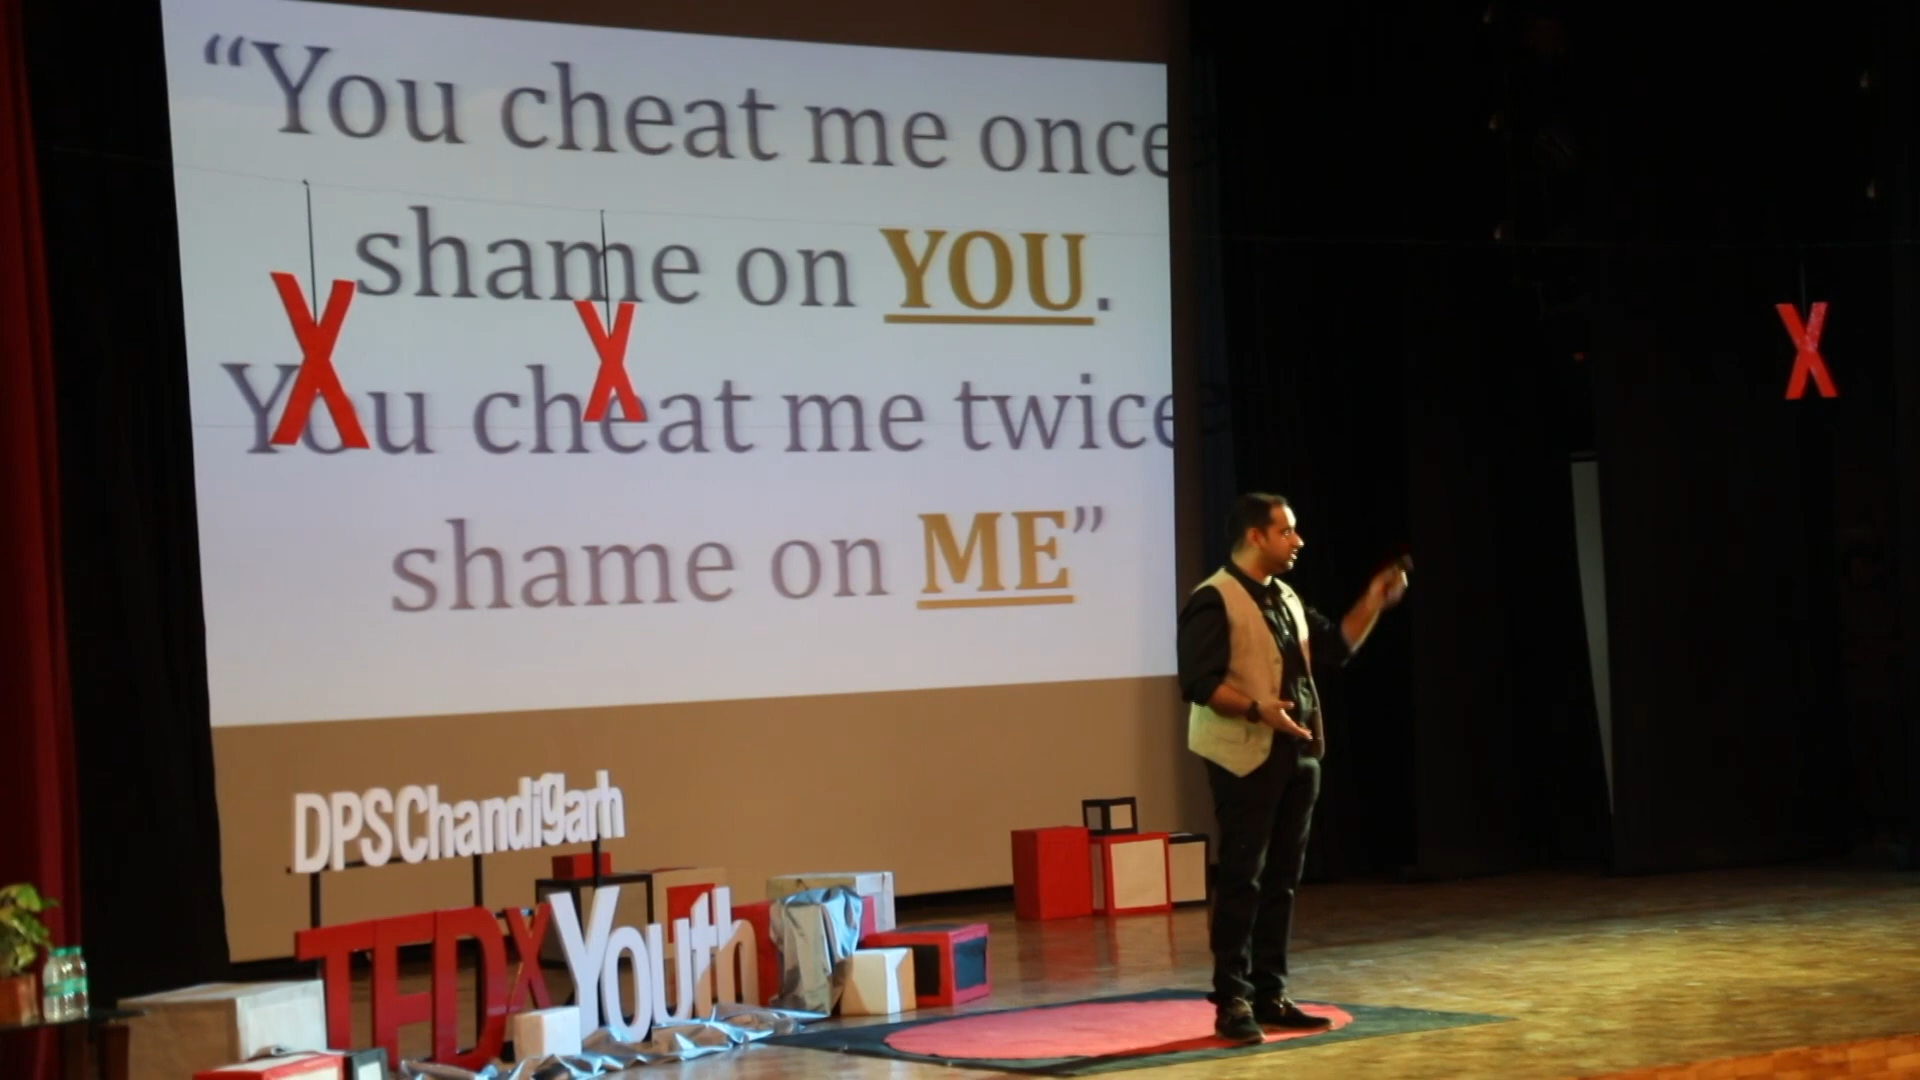 “You cheat me once
shame on YOU.
You cheat me twice
shame on ME”
X
X
X
DPSChandigarh
TEDxYouth